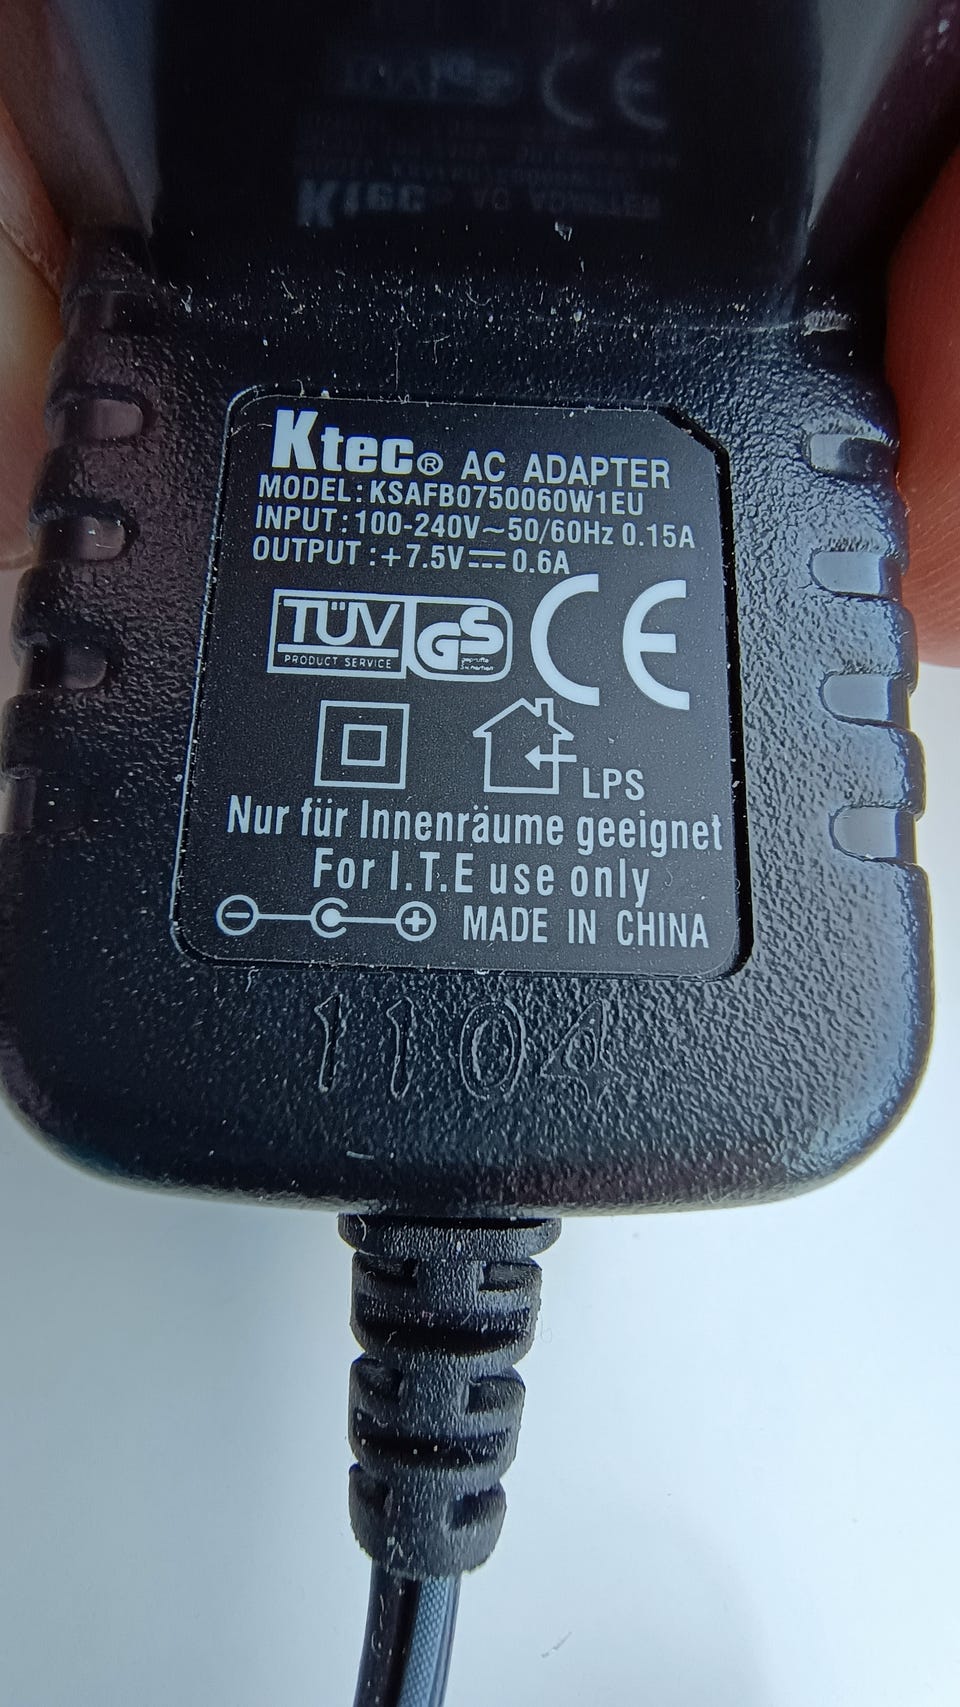 Ktec® AC ADAPTER
MODEL: KSAFB0750060W1EU
INPUT: 100-240V~50/60Hz 0.15A
OUTPUT :+7.5V⎓0.6A
TÜV GS CE
PRODUCT SERVICE
LPS
Nur für Innenräume geeignet
For I.T.E use only
MADE IN CHINA
1104